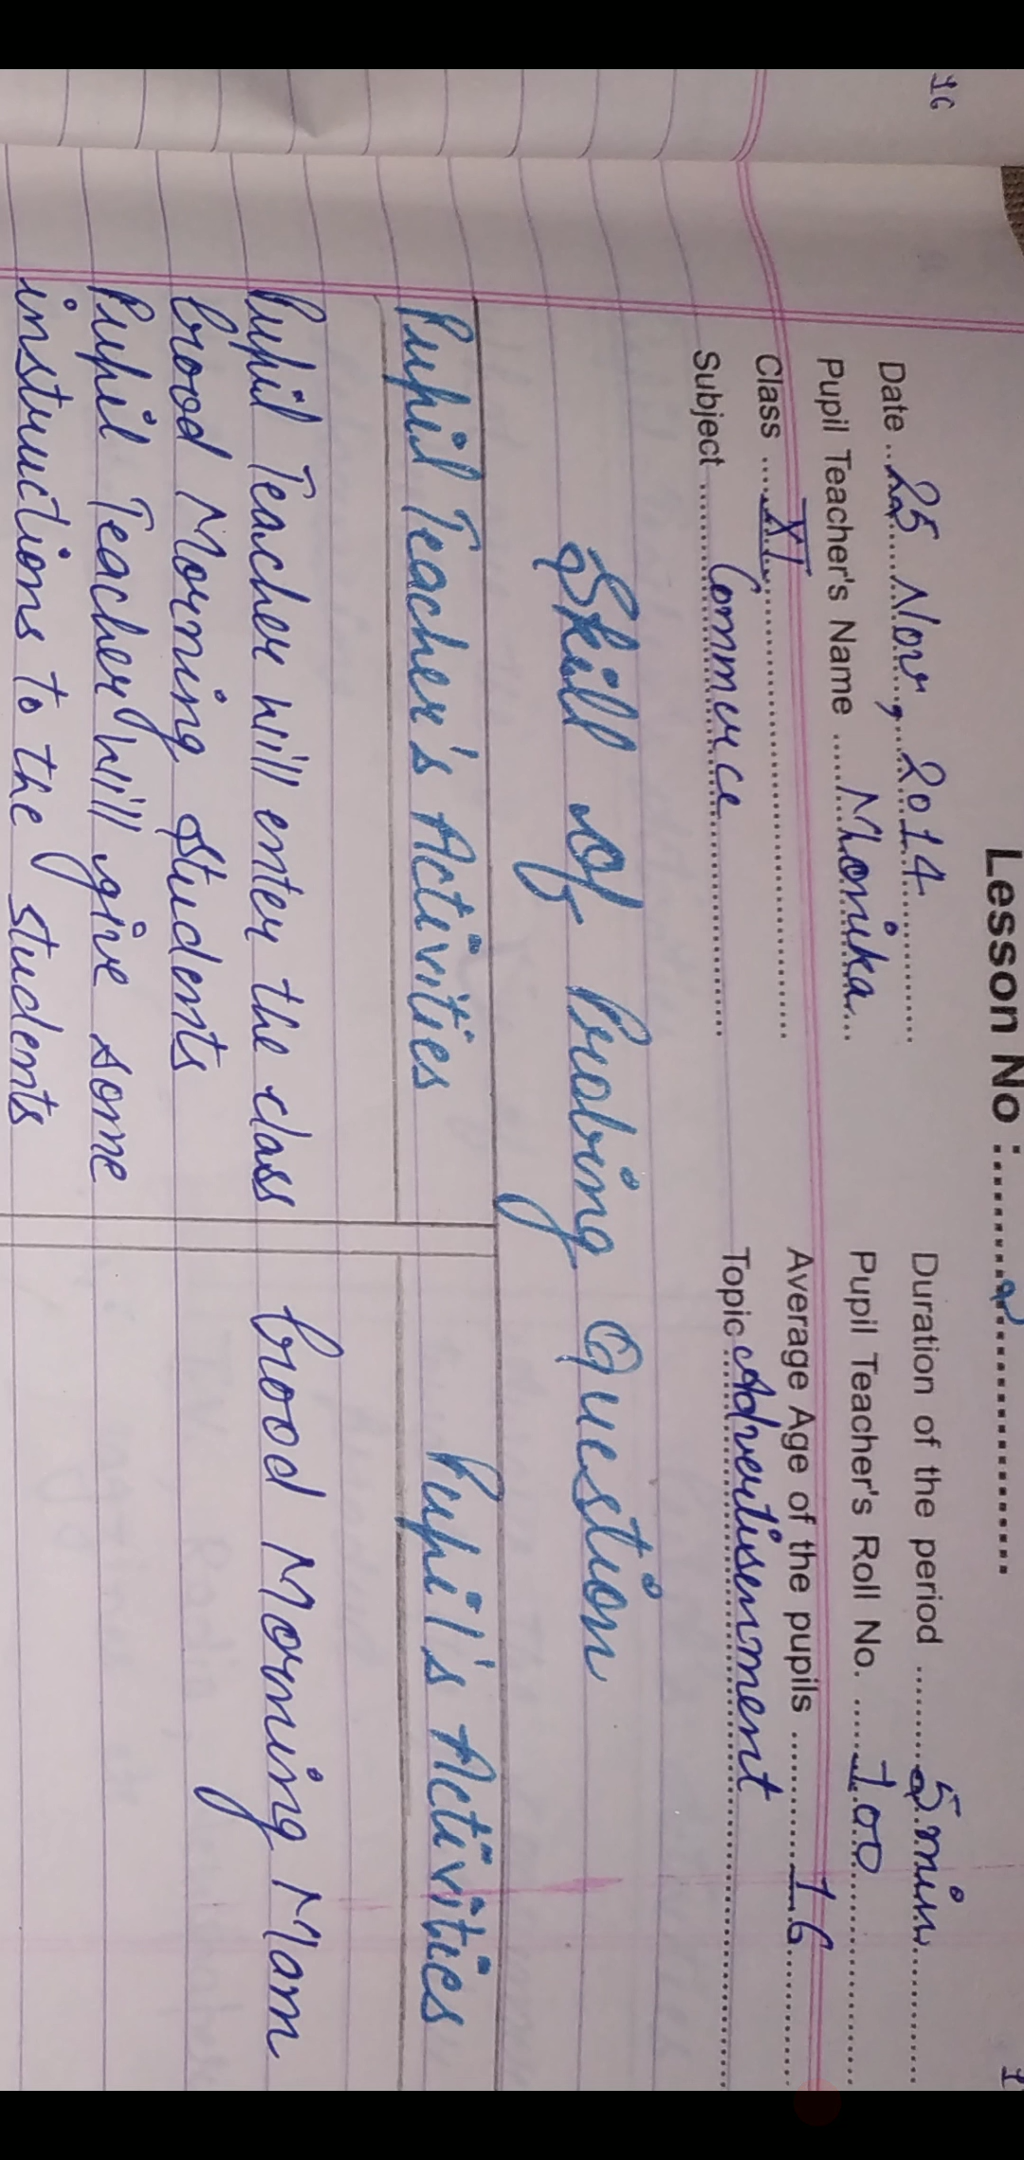 16
Lesson No : 2
Date 25 Nov, 2014 Duration of the period 5 min
Pupil Teacher's Name Monika Pupil Teacher's Roll No. 100
Class XI Average Age of the pupils 16
Subject Commerce Topic Advertisement
Skill of Probing Question
Pupil Teacher's Activities Pupil's Activities
Pupil Teacher will enter the class Good Morning Mam
Good Morning Students
Pupil Teacher will give some
instructions to the students